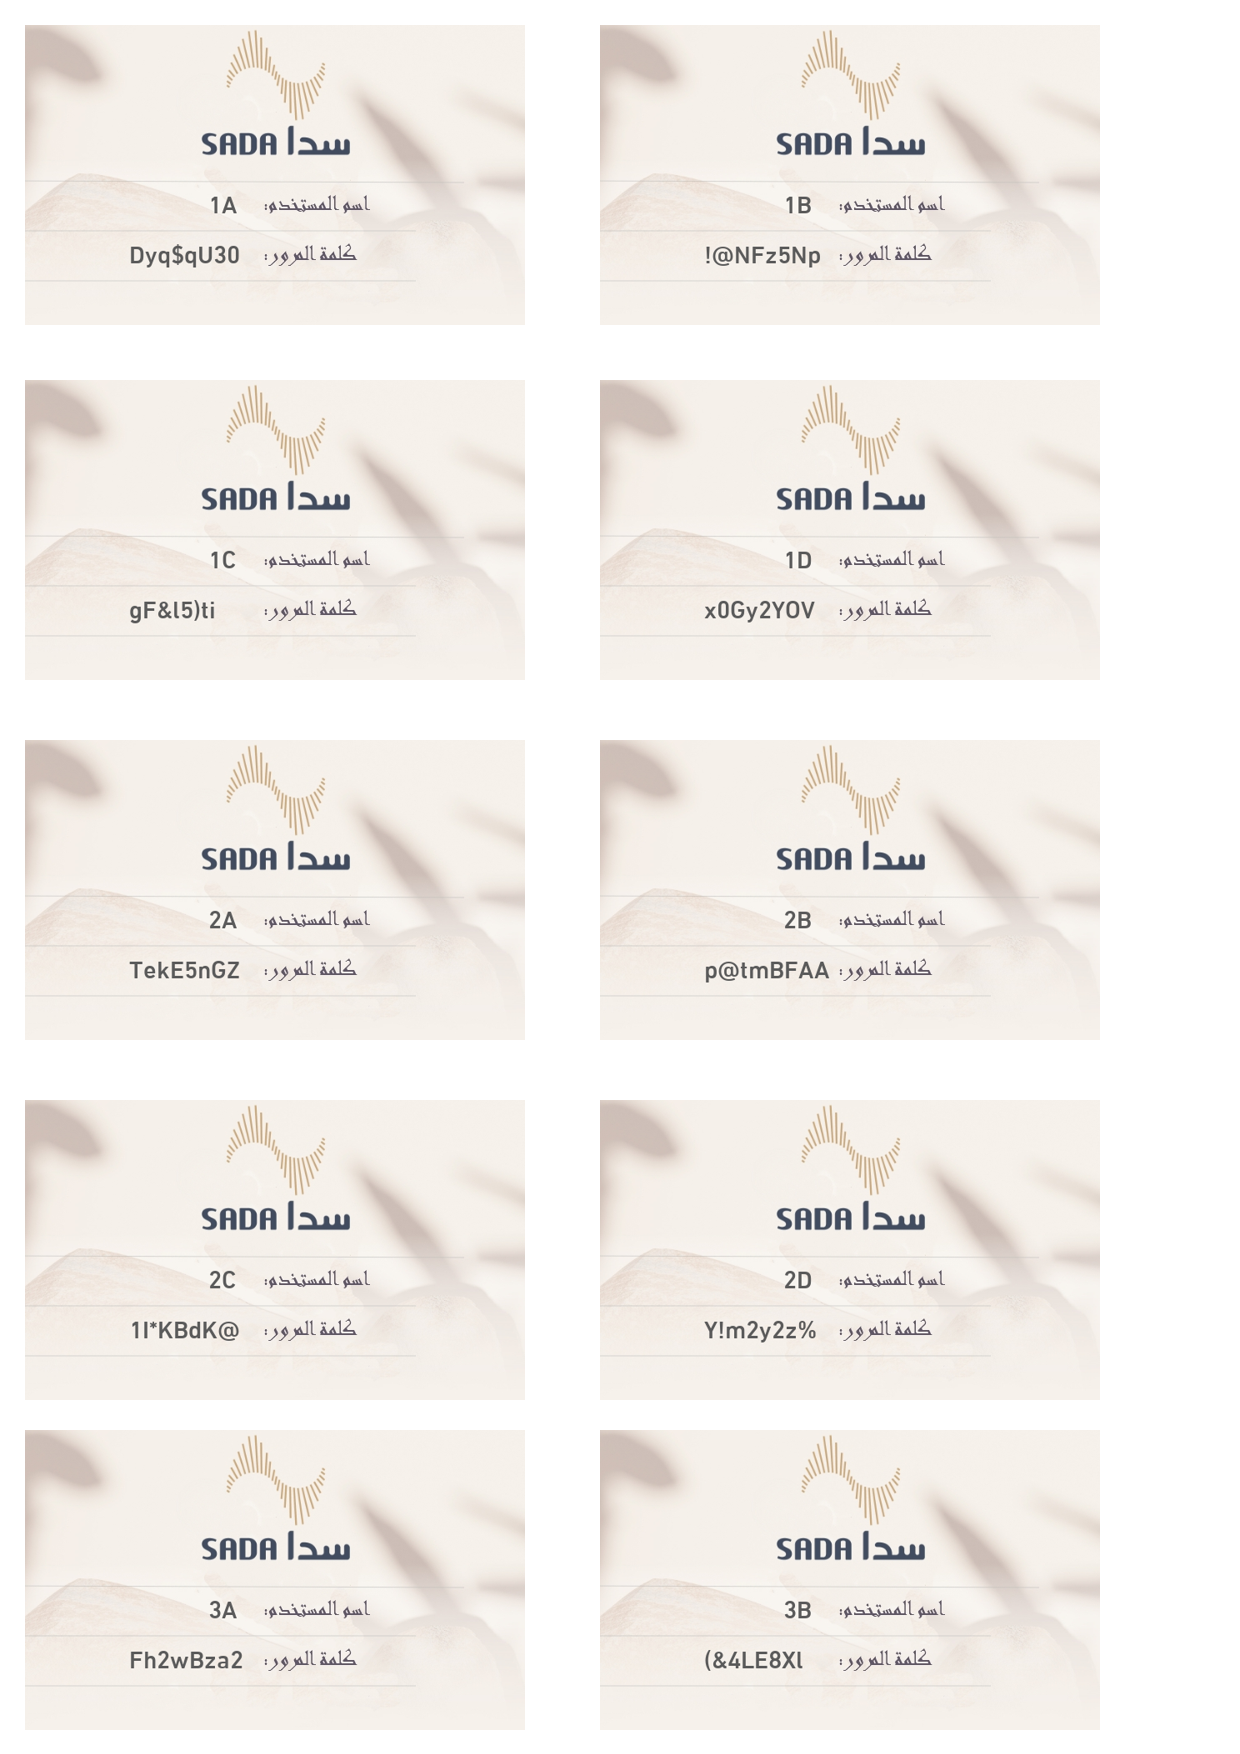 SADA سدا
اسم المستخدم: 1A
كلمة المرور: Dyq$qU30
SADA سدا
اسم المستخدم: 1B
كلمة المرور: !@NFz5Np
SADA سدا
اسم المستخدم: 1C
كلمة المرور: gF&l5)ti
SADA سدا
اسم المستخدم: 1D
كلمة المرور: x0Gy2YOV
SADA سدا
اسم المستخدم: 2A
كلمة المرور: TekE5nGZ
SADA سدا
اسم المستخدم: 2B
كلمة المرور: p@tmBFAA
SADA سدا
اسم المستخدم: 2C
كلمة المرور: 1I*KBdK@
SADA سدا
اسم المستخدم: 2D
كلمة المرور: Y!m2y2z%
SADA سدا
اسم المستخدم: 3A
كلمة المرور: Fh2wBza2
SADA سدا
اسم المستخدم: 3B
كلمة المرور: (&4LE8Xl